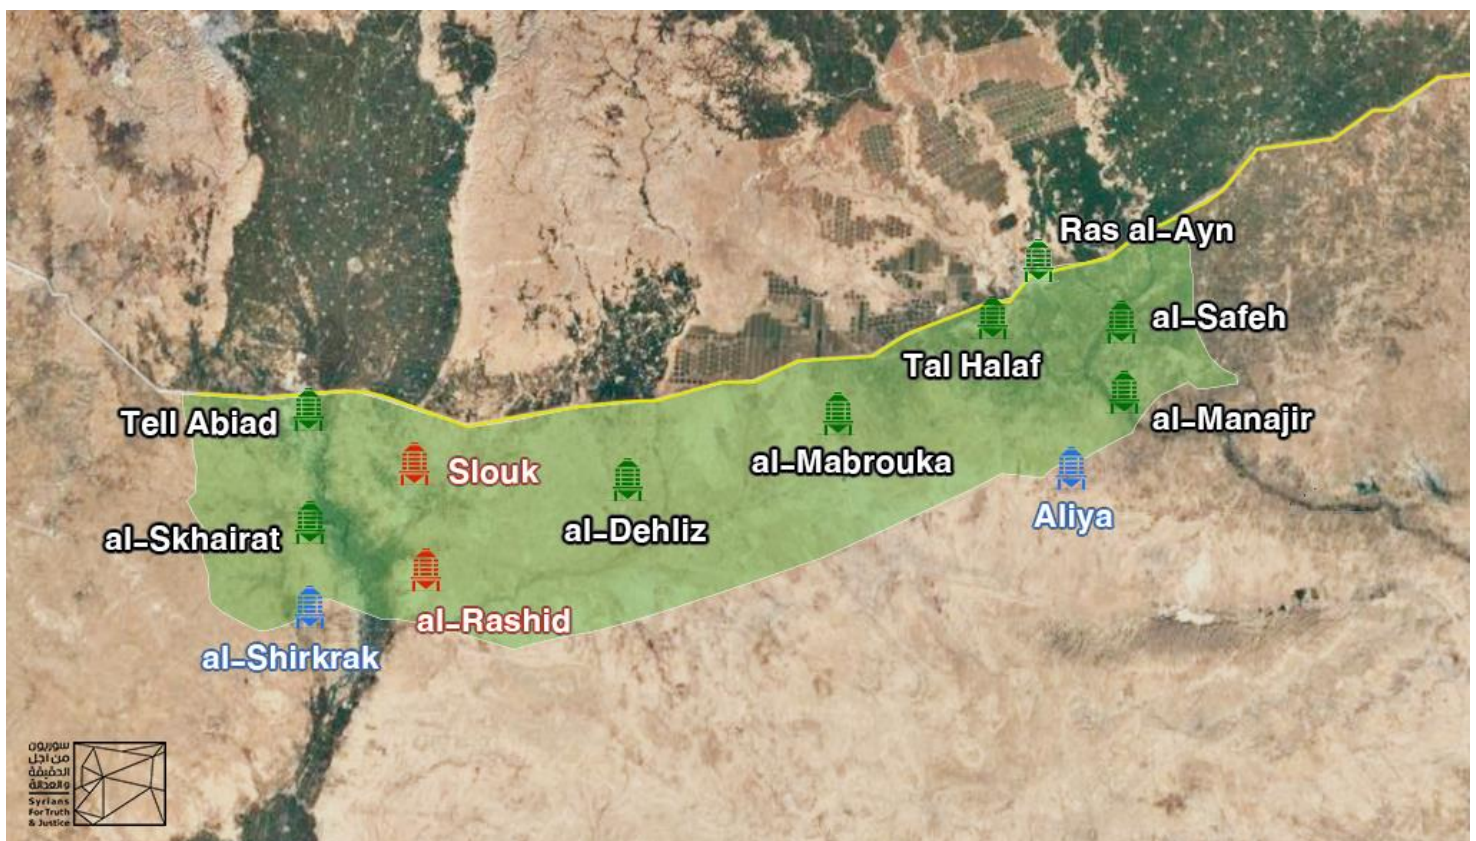 Ras al-Ayn
al-Safeh
Tal Halaf
al-Manajir
Tell Abiad
Slouk
al-Mabrouka
Aliya
al-Skhairat
al-Dehliz
al-Rashid
al-Shirkrak
سوريون
من اجل
الحقيقة
والعدالة
Syrians
For Truth
& Justice